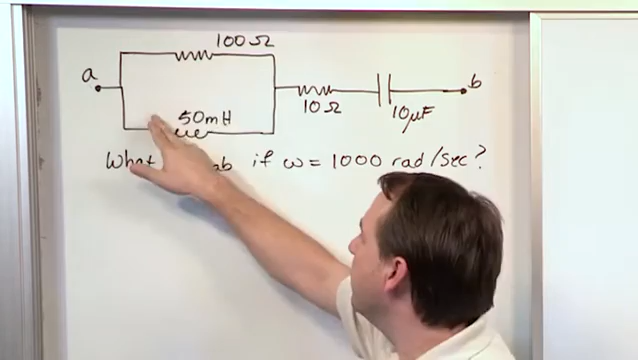 100Ω
a
b
50mH
10Ω
10μF
What ab if ω = 1000 rad/sec?